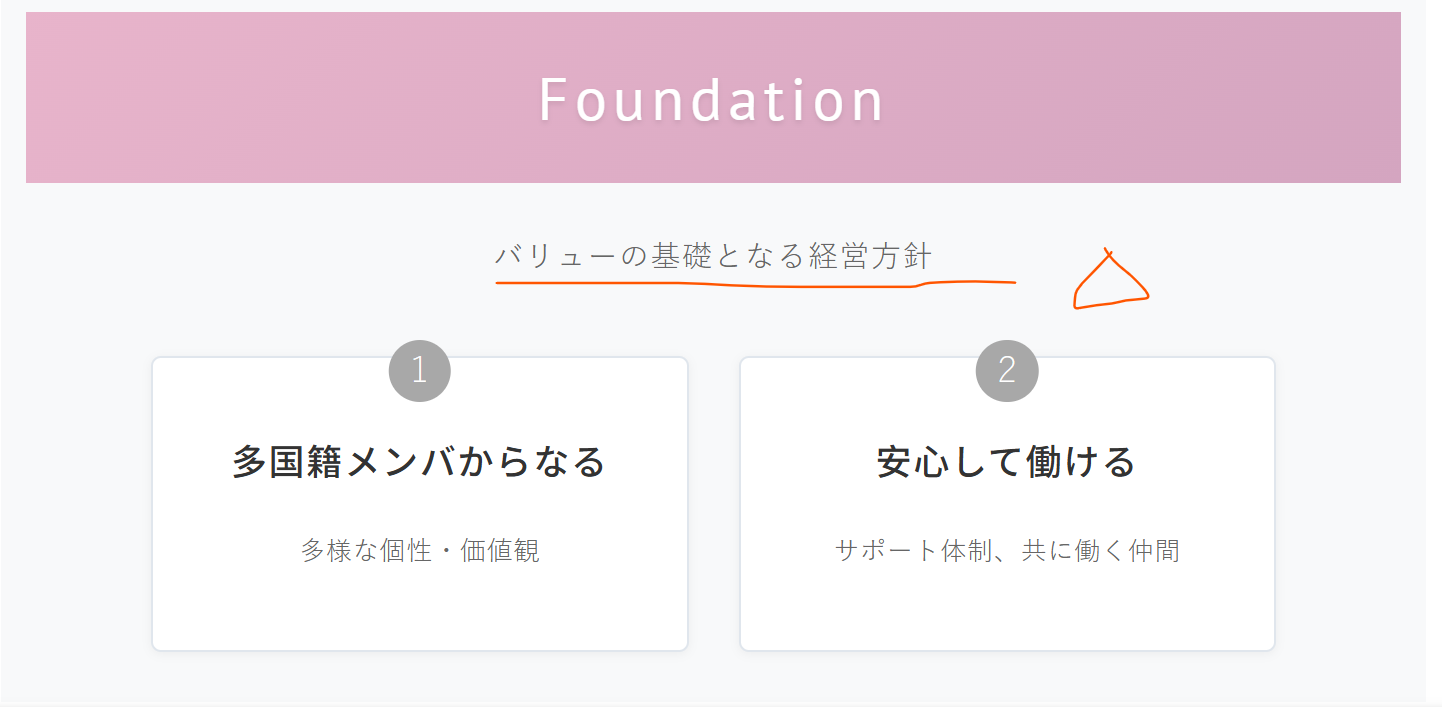 Foundation
バリューの基礎となる経営方針
1
多国籍メンバからなる
多様な個性・価値観
2
安心して働ける
サポート体制、共に働く仲間